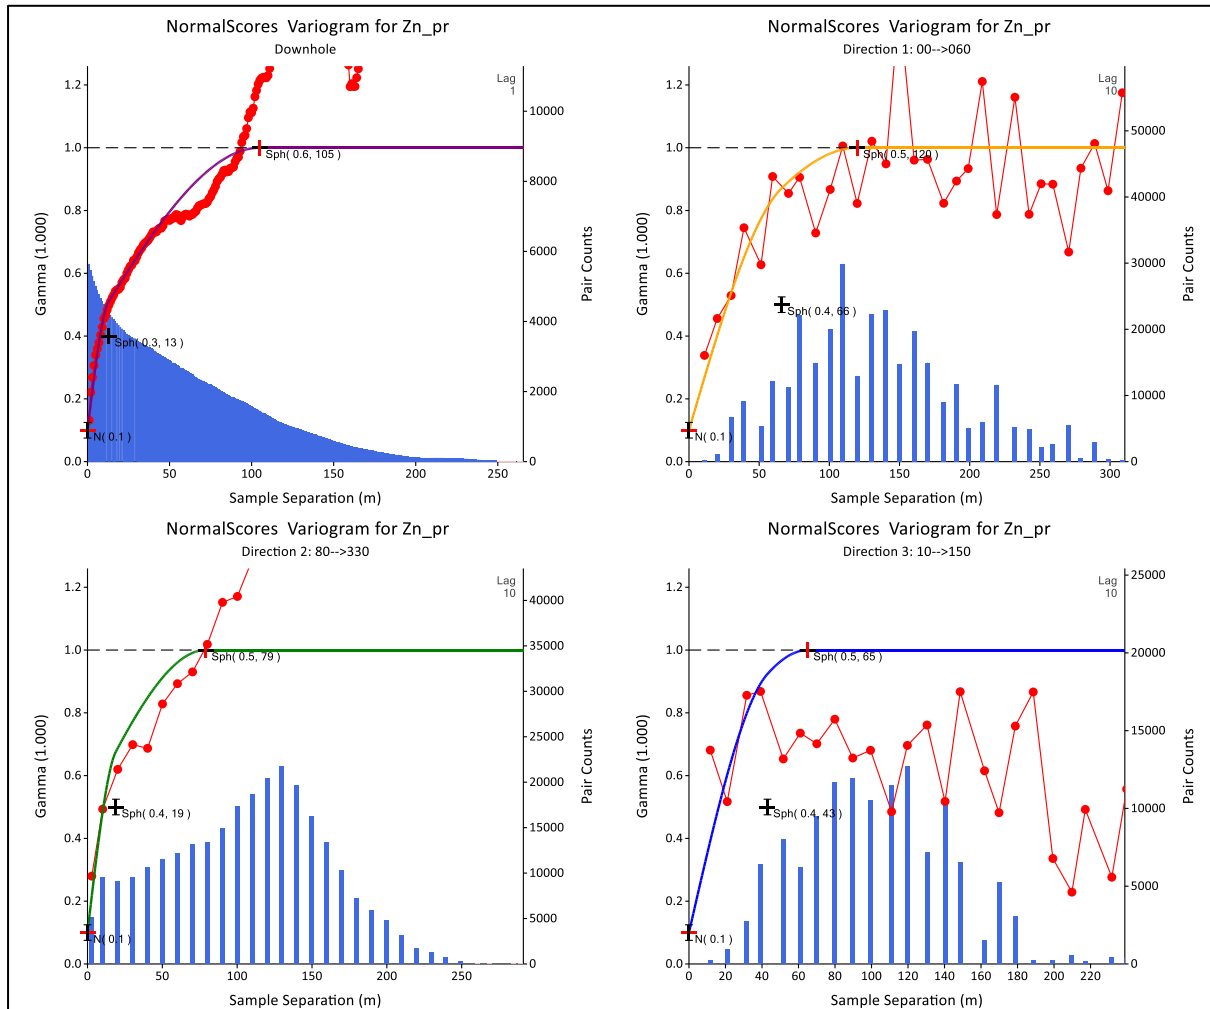 NormalScores Variogram for Zn_pr
Downhole
Lag
1
Gamma (1.000)
1.2
1.0
0.8
0.6
0.4
0.2
0.0
Sph( 0.6, 105 )
Sph( 0.3, 13 )
N( 0.1 )
10000
8000
6000
4000
2000
0
Pair Counts
0 50 100 150 200 250
Sample Separation (m)
NormalScores Variogram for Zn_pr
Direction 1: 00-->060
Lag
10
Gamma (1.000)
1.2
1.0
0.8
0.6
0.4
0.2
0.0
Sph( 0.5, 120 )
Sph( 0.4, 66 )
N( 0.1 )
50000
40000
30000
20000
10000
0
Pair Counts
0 50 100 150 200 250 300
Sample Separation (m)
NormalScores Variogram for Zn_pr
Direction 2: 80-->330
Lag
10
Gamma (1.000)
1.2
1.0
0.8
0.6
0.4
0.2
0.0
Sph( 0.5, 79 )
Sph( 0.4, 19 )
N( 0.1 )
40000
35000
30000
25000
20000
15000
10000
5000
0
Pair Counts
0 50 100 150 200 250
Sample Separation (m)
NormalScores Variogram for Zn_pr
Direction 3: 10-->150
Lag
10
Gamma (1.000)
1.2
1.0
0.8
0.6
0.4
0.2
0.0
Sph( 0.5, 65 )
Sph( 0.4, 43 )
N( 0.1 )
25000
20000
15000
10000
5000
0
Pair Counts
0 20 40 60 80 100 120 140 160 180 200 220
Sample Separation (m)